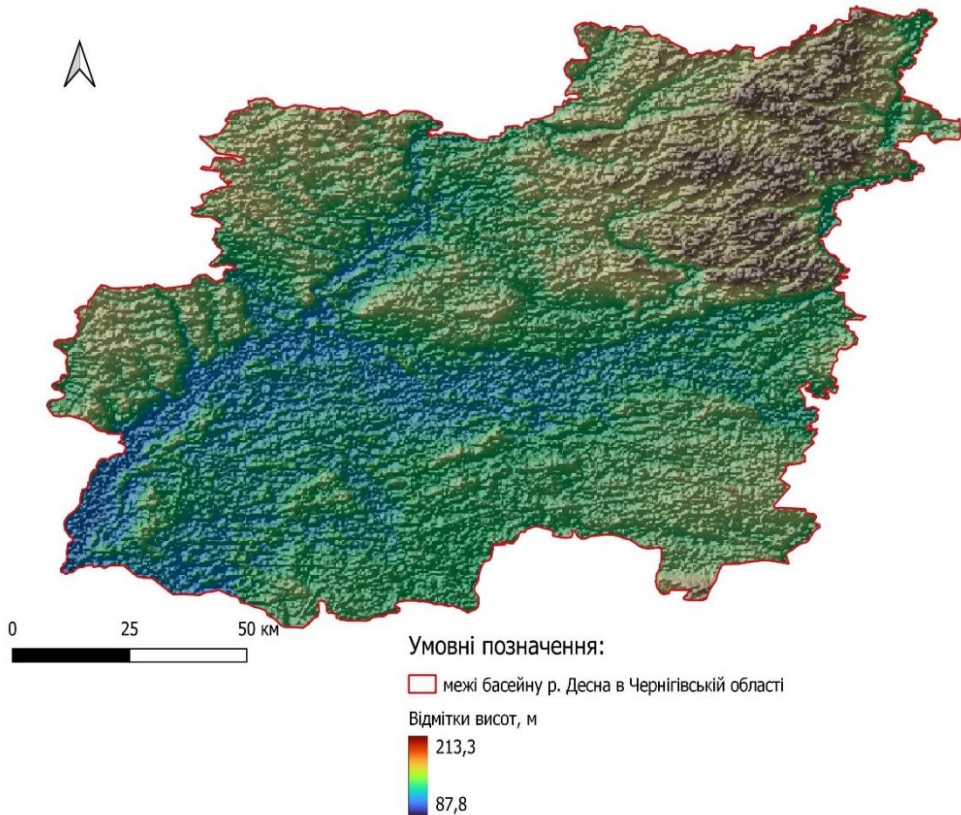 0 25 50 км
Умовні позначення:
межі басейну р. Десна в Чернігівській області
Відмітки висот, м
213,3
87,8